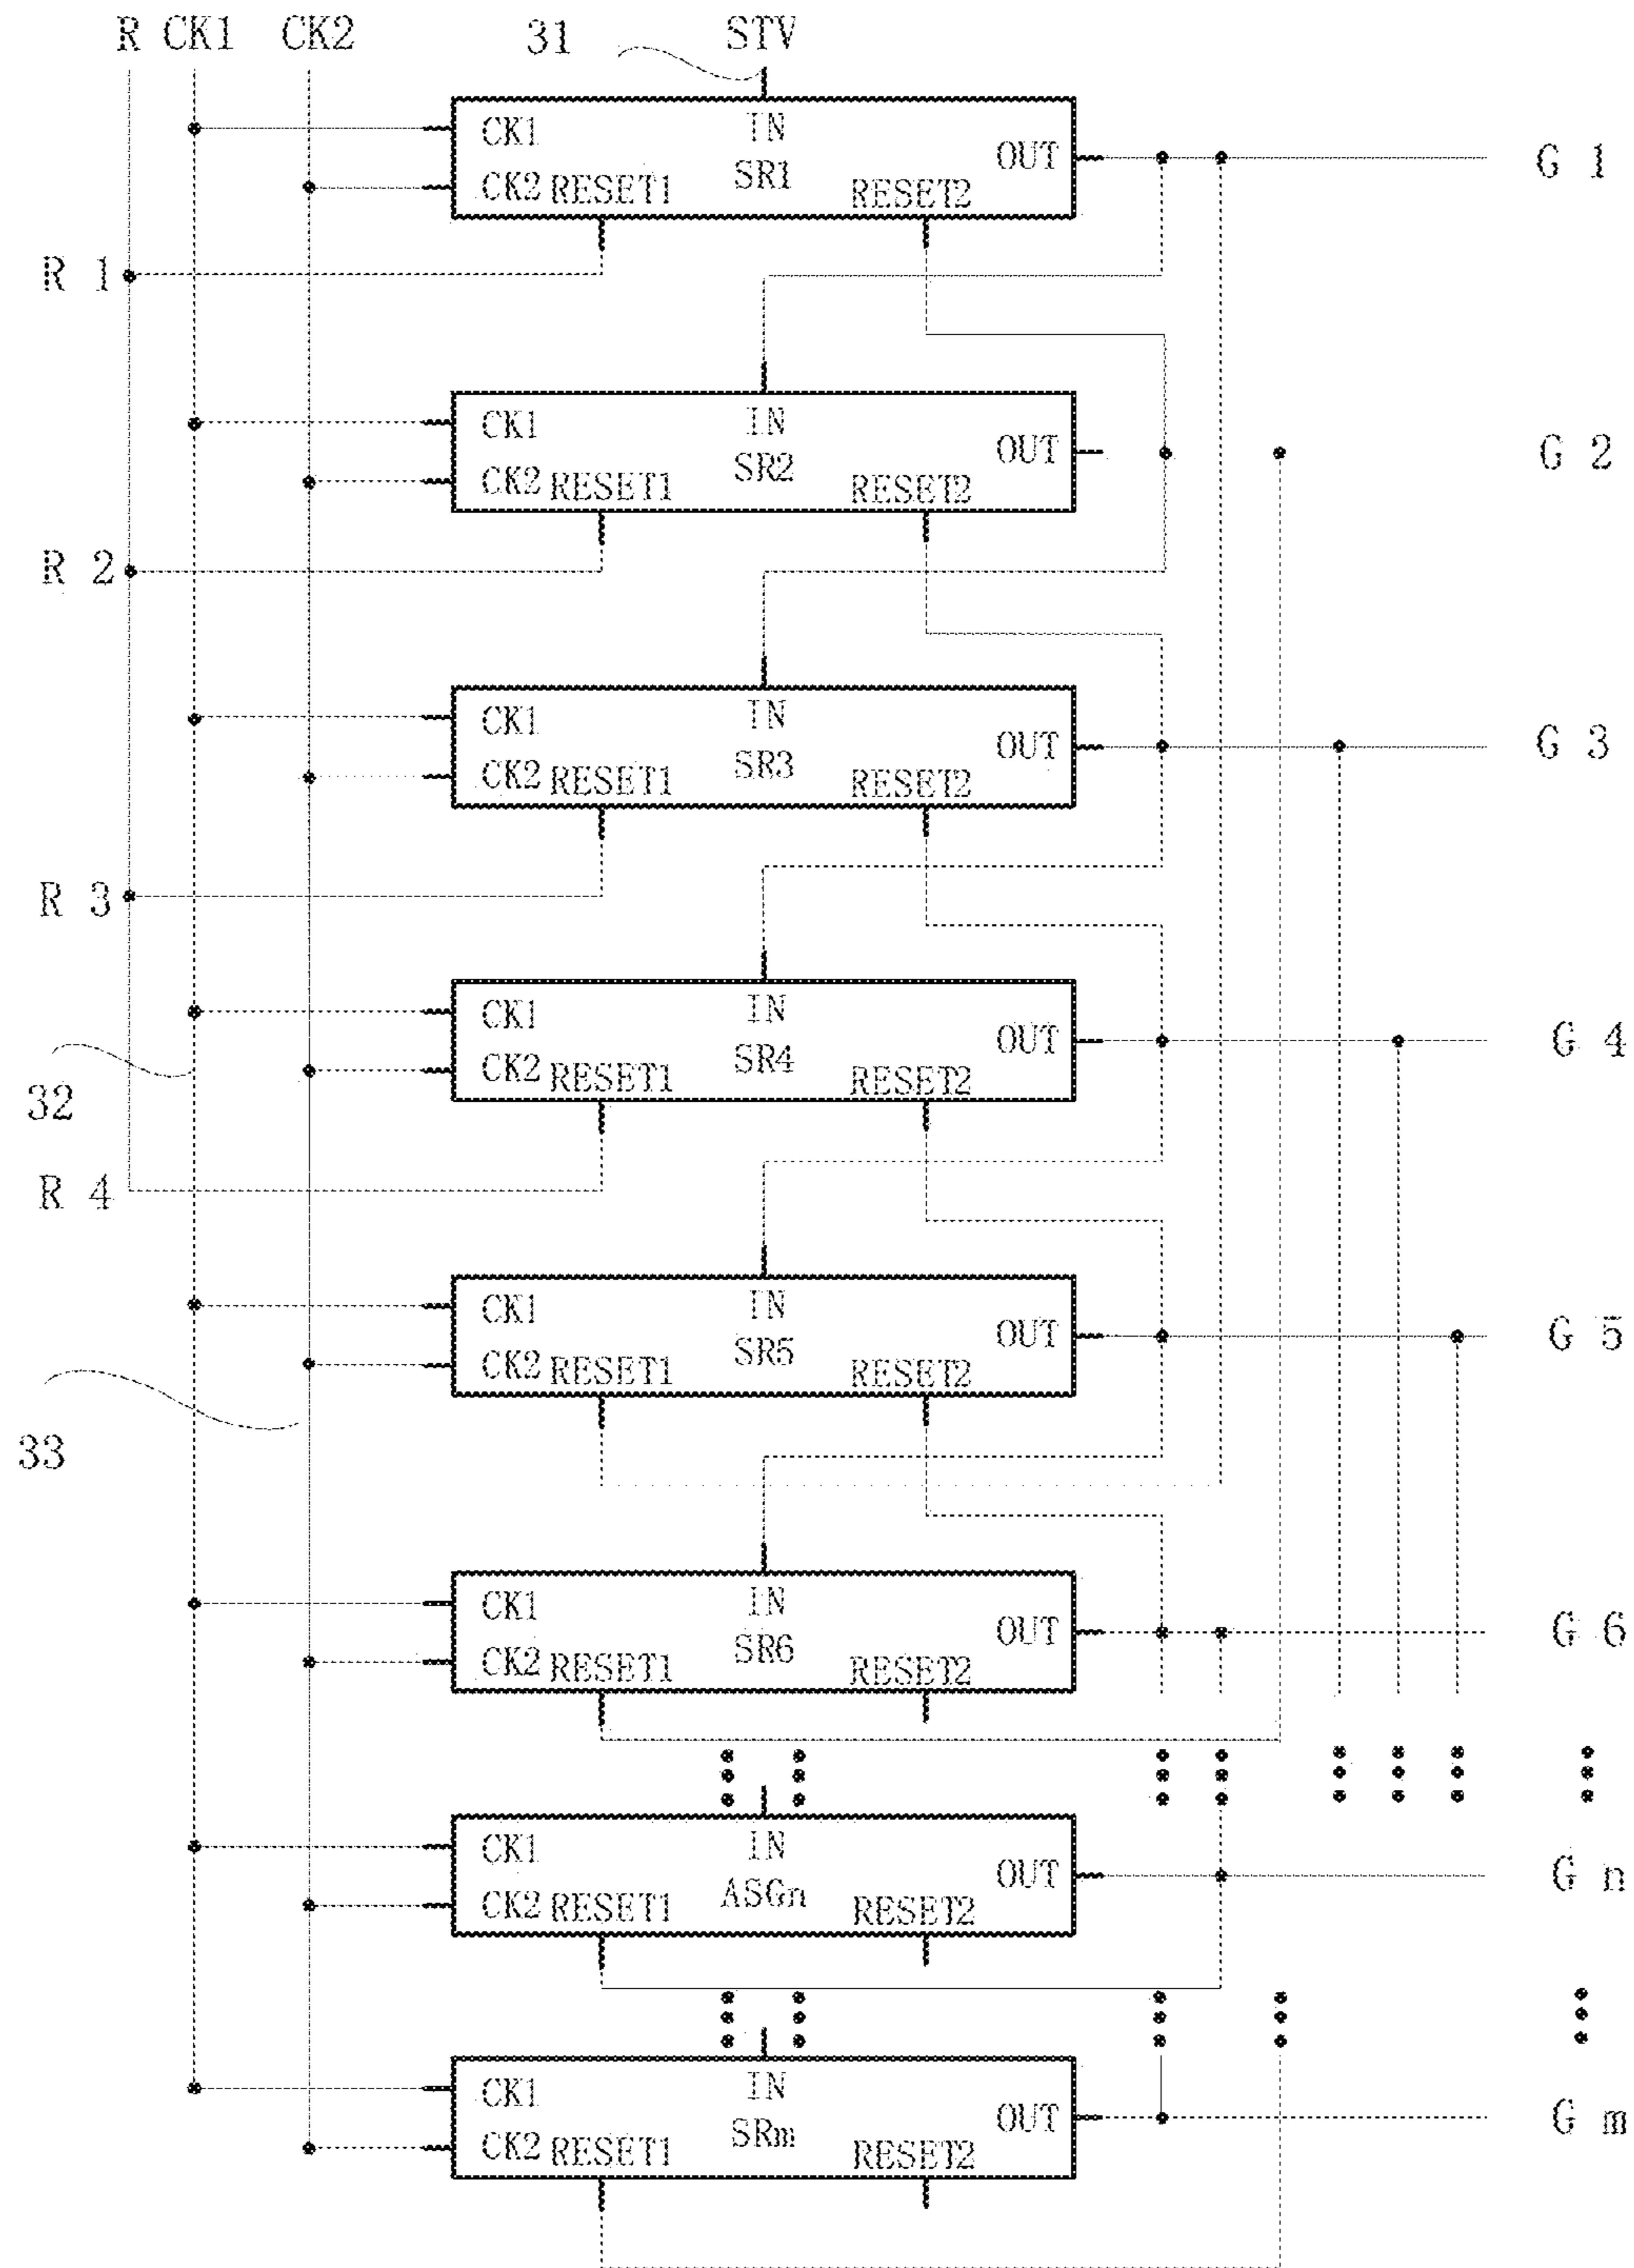 R CK1 CK2 31 STV
CK1 IN OUT G 1
CK2 RESET1 SR1 RESET2
R 1
CK1 IN OUT G 2
CK2 RESET1 SR2 RESET2
R 2
CK1 IN OUT G 3
CK2 RESET1 SR3 RESET2
R 3
CK1 IN OUT G 4
CK2 RESET1 SR4 RESET2
32
R 4
CK1 IN OUT G 5
CK2 RESET1 SR5 RESET2
33
CK1 IN OUT G 6
CK2 RESET1 SR6 RESET2
CK1 IN OUT G n
CK2 RESET1 ASGn RESET2
CK1 IN OUT G m
CK2 RESET1 SRm RESET2